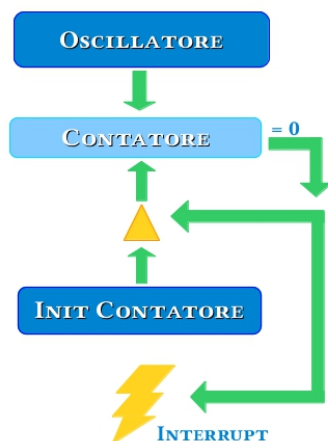 OSCILLATORE
CONTATORE
= 0
INIT CONTATORE
INTERRUPT